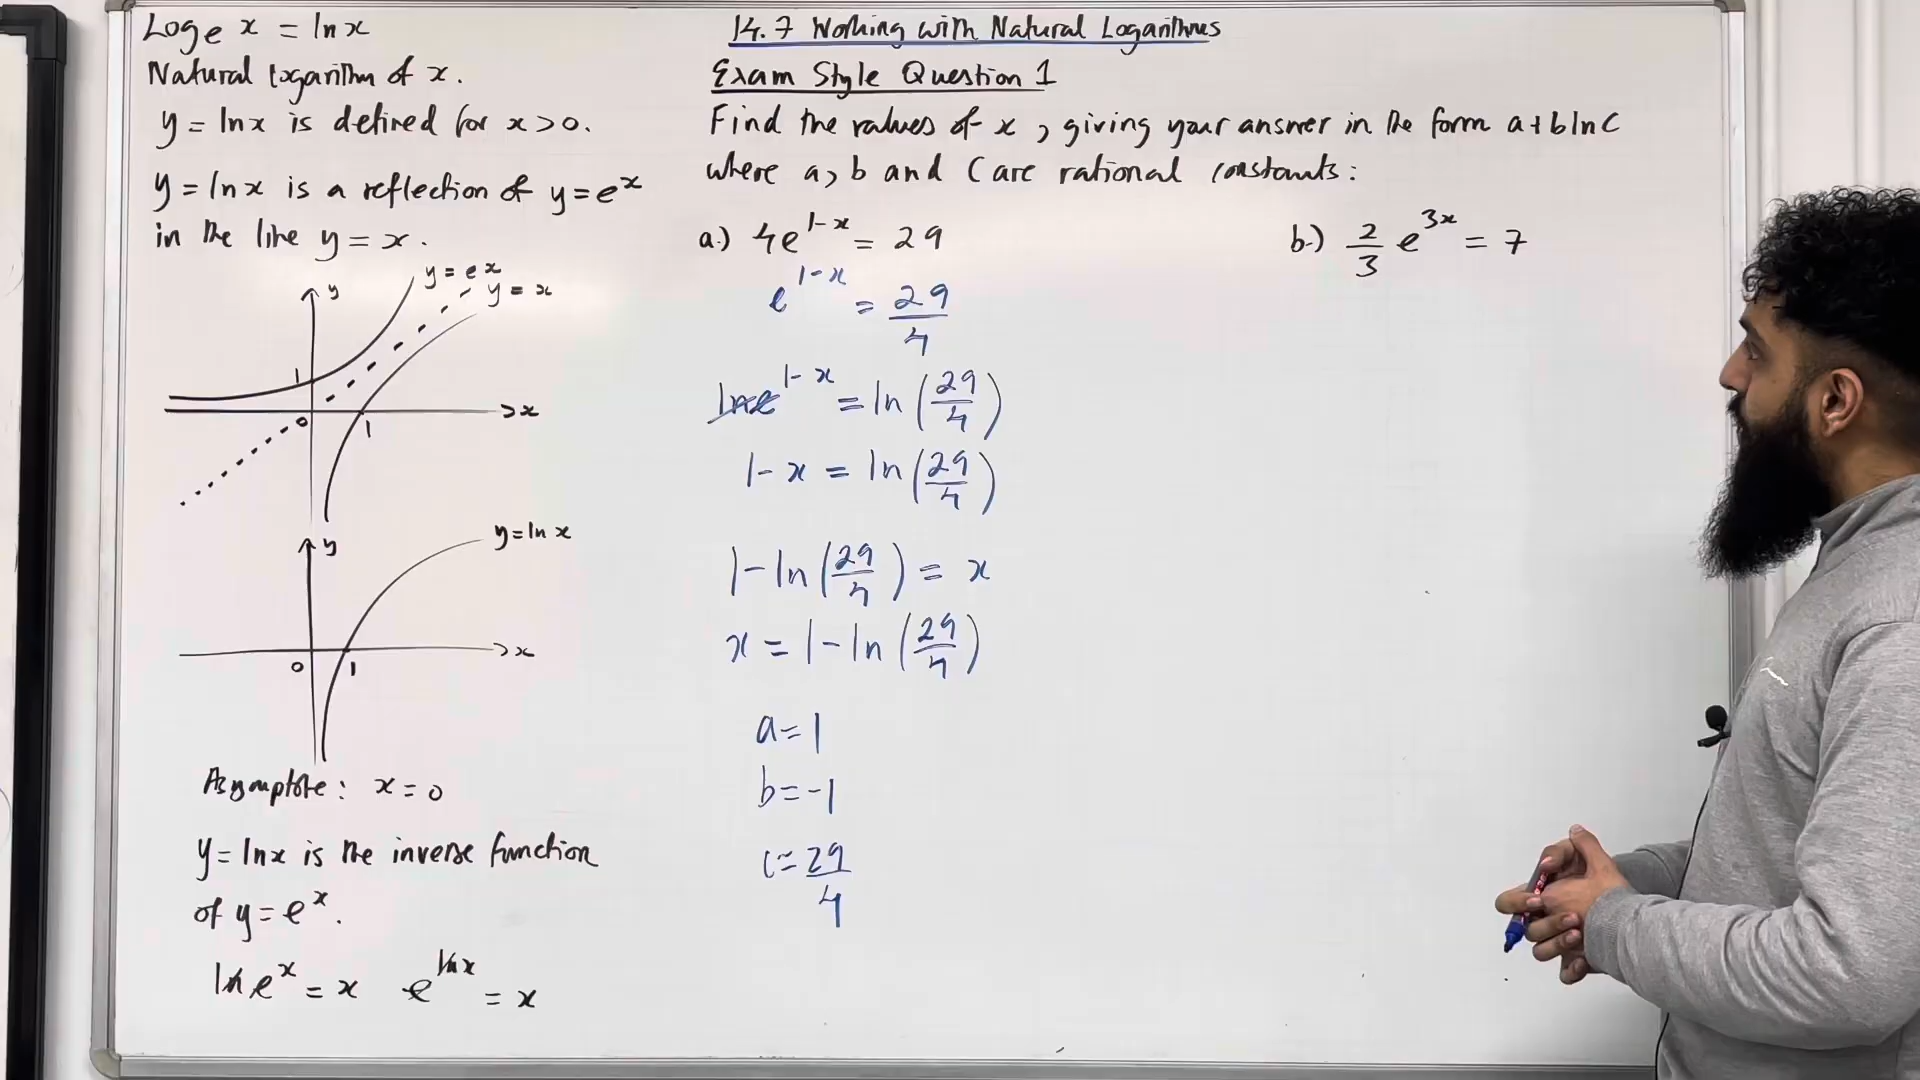 Loge x = ln x
Natural logarithm of x.
y = ln x is defined for x > 0.
y = ln x is a reflection of y = e^x
in the line y = x.
y = e^x
y = x
y
1
0
1
>x
y
y = ln x
0
1
>x
Asymptote: x = 0
y = ln x is the inverse function
of y = e^x.
ln e^x = x e^ln x = x
14.7 Working with Natural Logarithms
Exam Style Question 1
Find the values of x, giving your answer in the form a + b ln C
where a, b and C are rational constants:
a.) 4e^1-x = 29
e^1-x = 29/4
ln e^1-x = ln (29/4)
1 - x = ln (29/4)
1 - ln (29/4) = x
x = 1 - ln (29/4)
a = 1
b = -1
c = 29/4
b.) 2/3 e^3x = 7